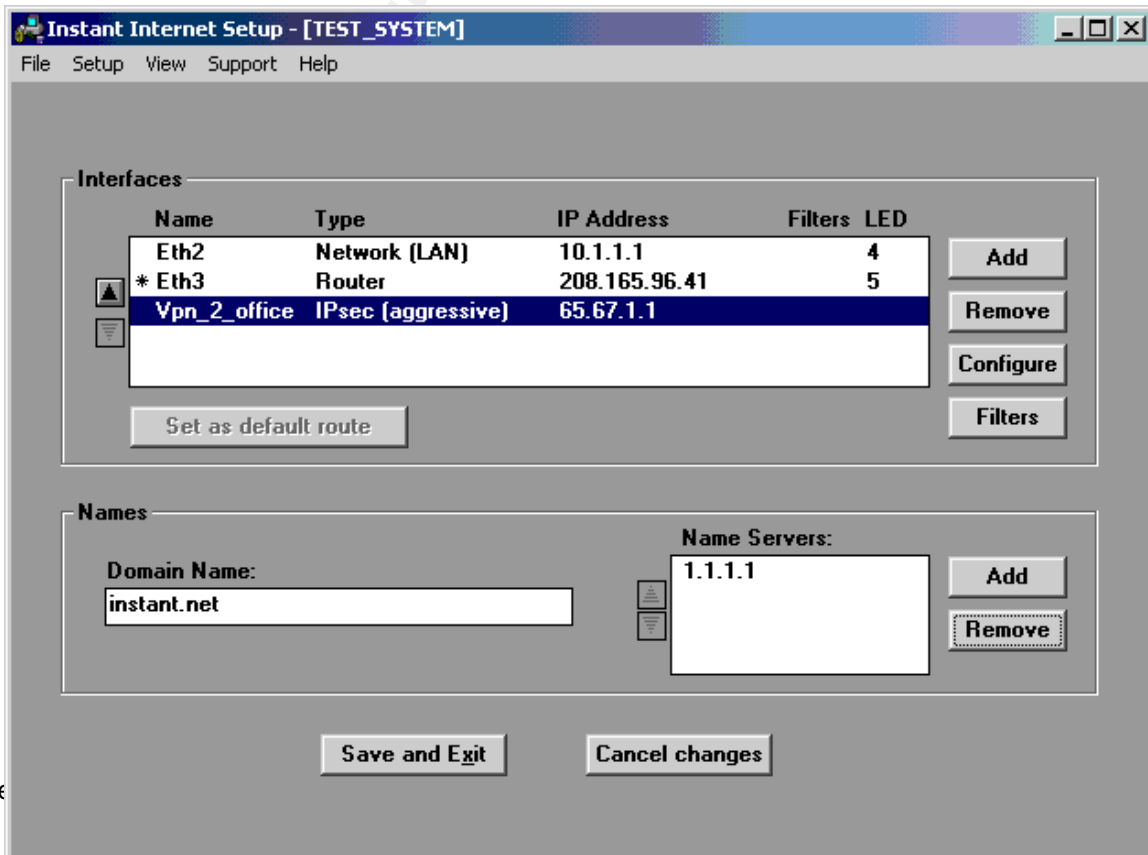 Instant Internet Setup - [TEST_SYSTEM]
File Setup View Support Help
Interfaces
Name Type IP Address Filters LED
Eth2 Network (LAN) 10.1.1.1 4
* Eth3 Router 208.165.96.41 5
Vpn_2_office IPsec (aggressive) 65.67.1.1
Add
Remove
Configure
Filters
Set as default route
Names
Domain Name:
instant.net
Name Servers:
1.1.1.1
Add
Remove
Save and Exit Cancel changes